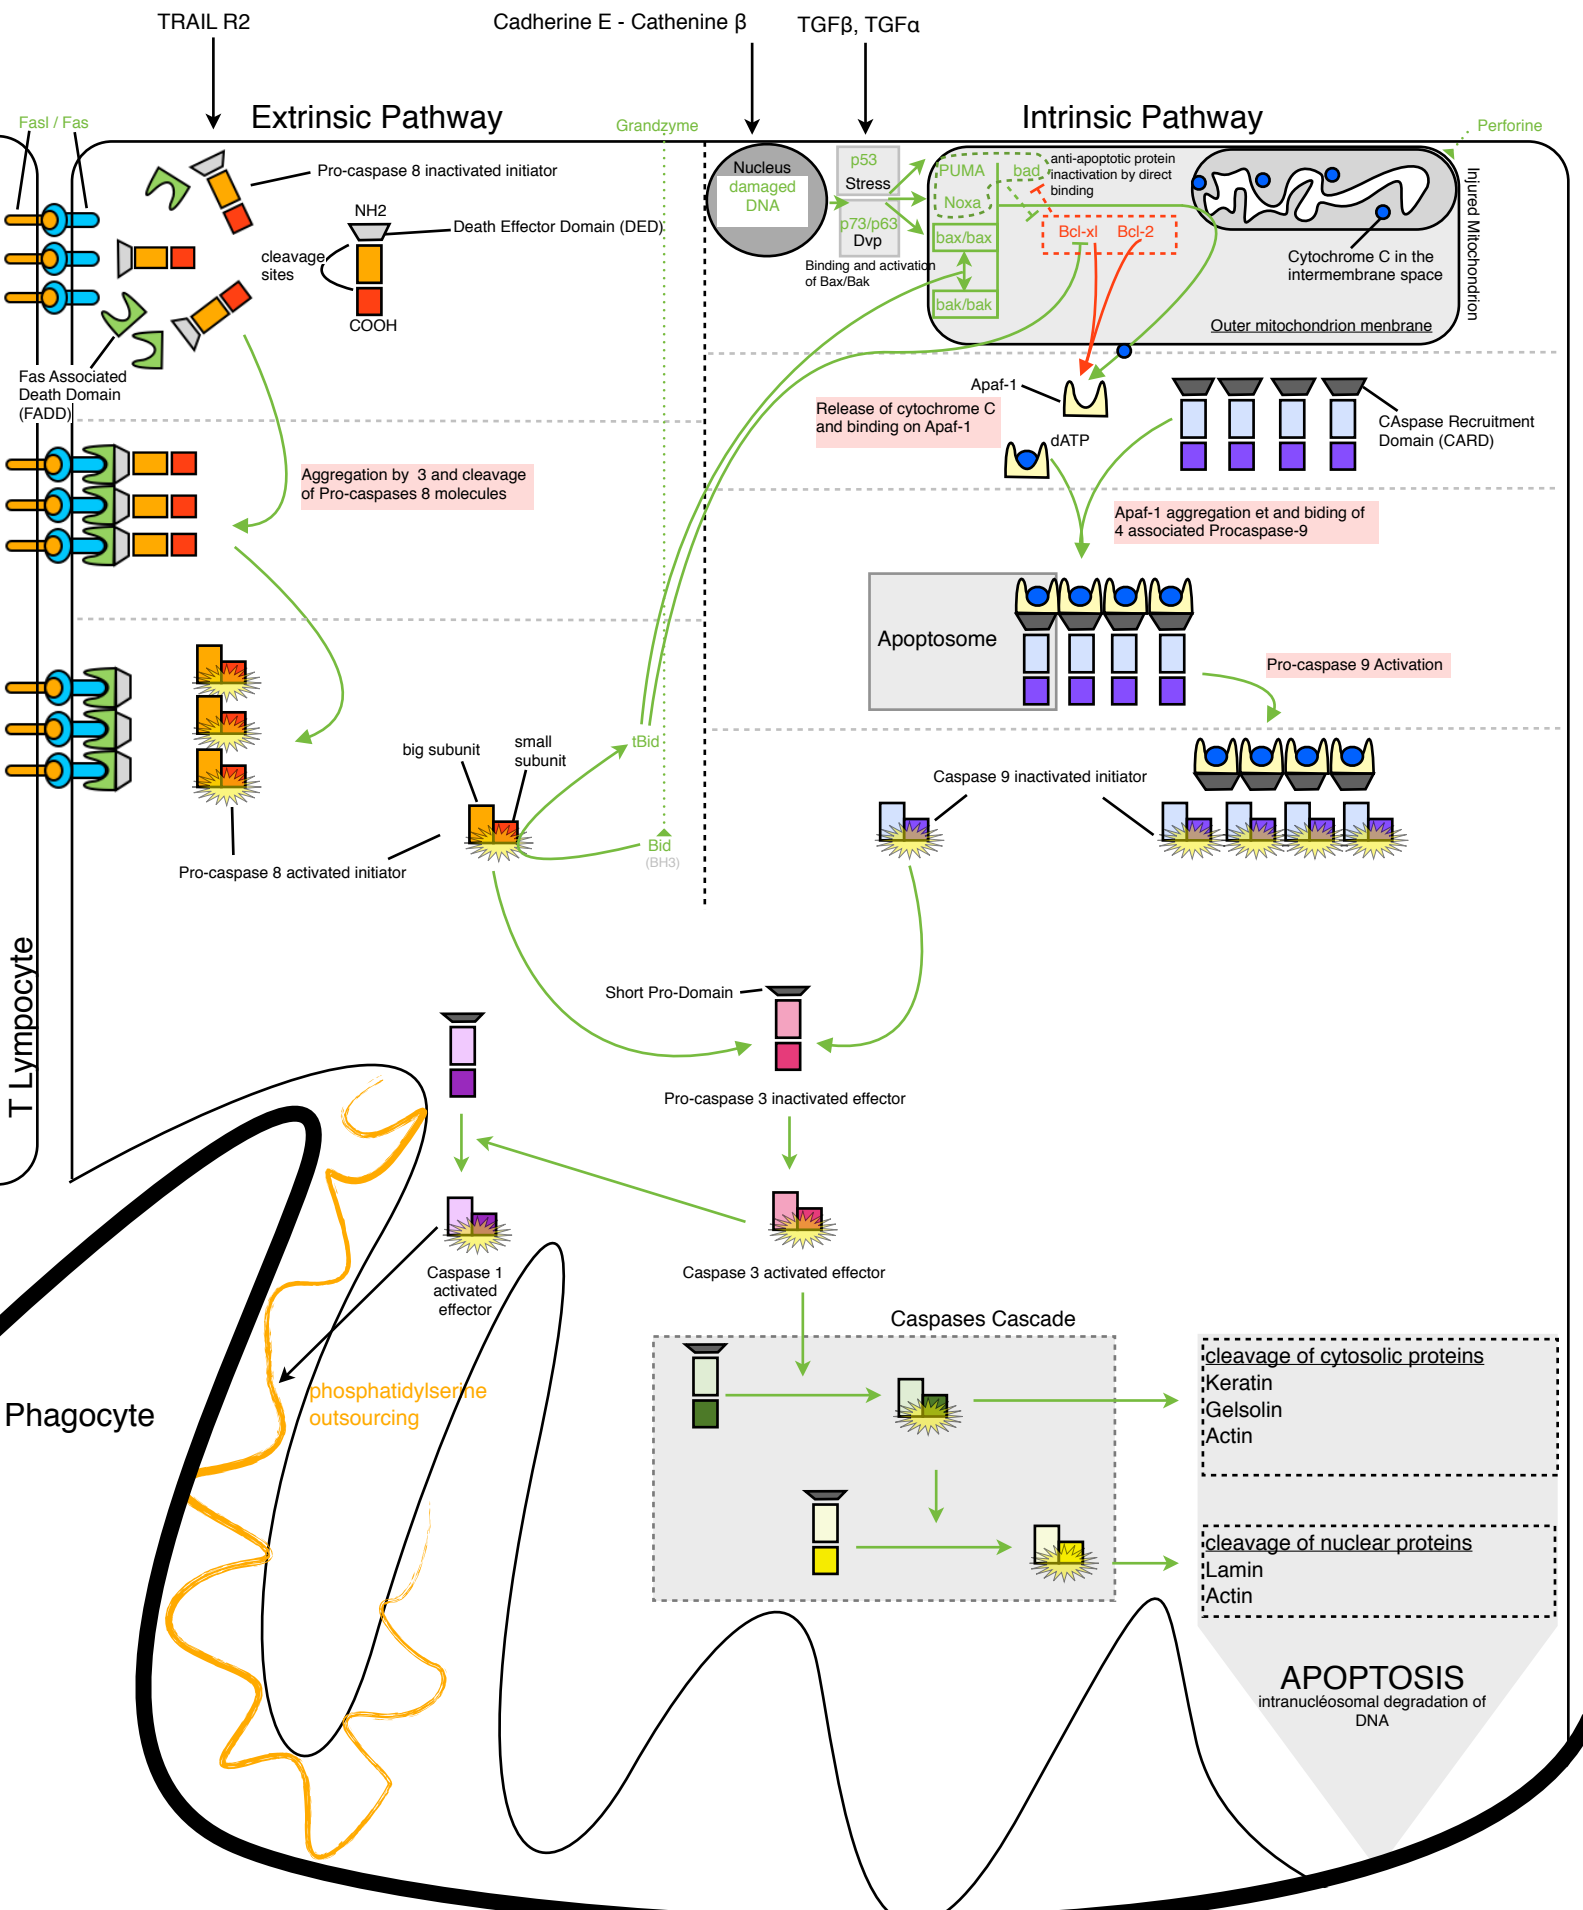 TRAIL R2
Cadherine E - Cathenine β
TGFβ, TGFα
Extrinsic Pathway
Intrinsic Pathway
Fasl / Fas
Grandzyme
Perforine
Pro-caspase 8 inactivated initiator
NH2
Death Effector Domain (DED)
cleavage
sites
COOH
Fas Associated
Death Domain
(FADD)
Nucleus
damaged
DNA
p53
Stress
p73/p63
Dvp
Binding and activation
of Bax/Bak
PUMA
Noxa
bad
bax/bax
bak/bak
anti-apoptotic protein
inactivation by direct
binding
Bcl-xl
Bcl-2
Cytochrome C in the
intermembrane space
Outer mitochondrion menbrane
Injured Mitochondrion
Aggregation by 3 and cleavage
of Pro-caspases 8 molecules
Apaf-1
Release of cytochrome C
and binding on Apaf-1
dATP
CAspase Recruitment
Domain (CARD)
Apaf-1 aggregation et and biding of
4 associated Procaspase-9
Apoptosome
Pro-caspase 9 Activation
big subunit
small
subunit
tBid
Bid
(BH3)
Pro-caspase 8 activated initiator
Caspase 9 inactivated initiator
T Lympocyte
Short Pro-Domain
Pro-caspase 3 inactivated effector
Caspase 1
activated
effector
Caspase 3 activated effector
Caspases Cascade
Phagocyte
phosphatidylserine
outsourcing
cleavage of cytosolic proteins
Keratin
Gelsolin
Actin
cleavage of nuclear proteins
Lamin
Actin
APOPTOSIS
intranucléosomal degradation of
DNA